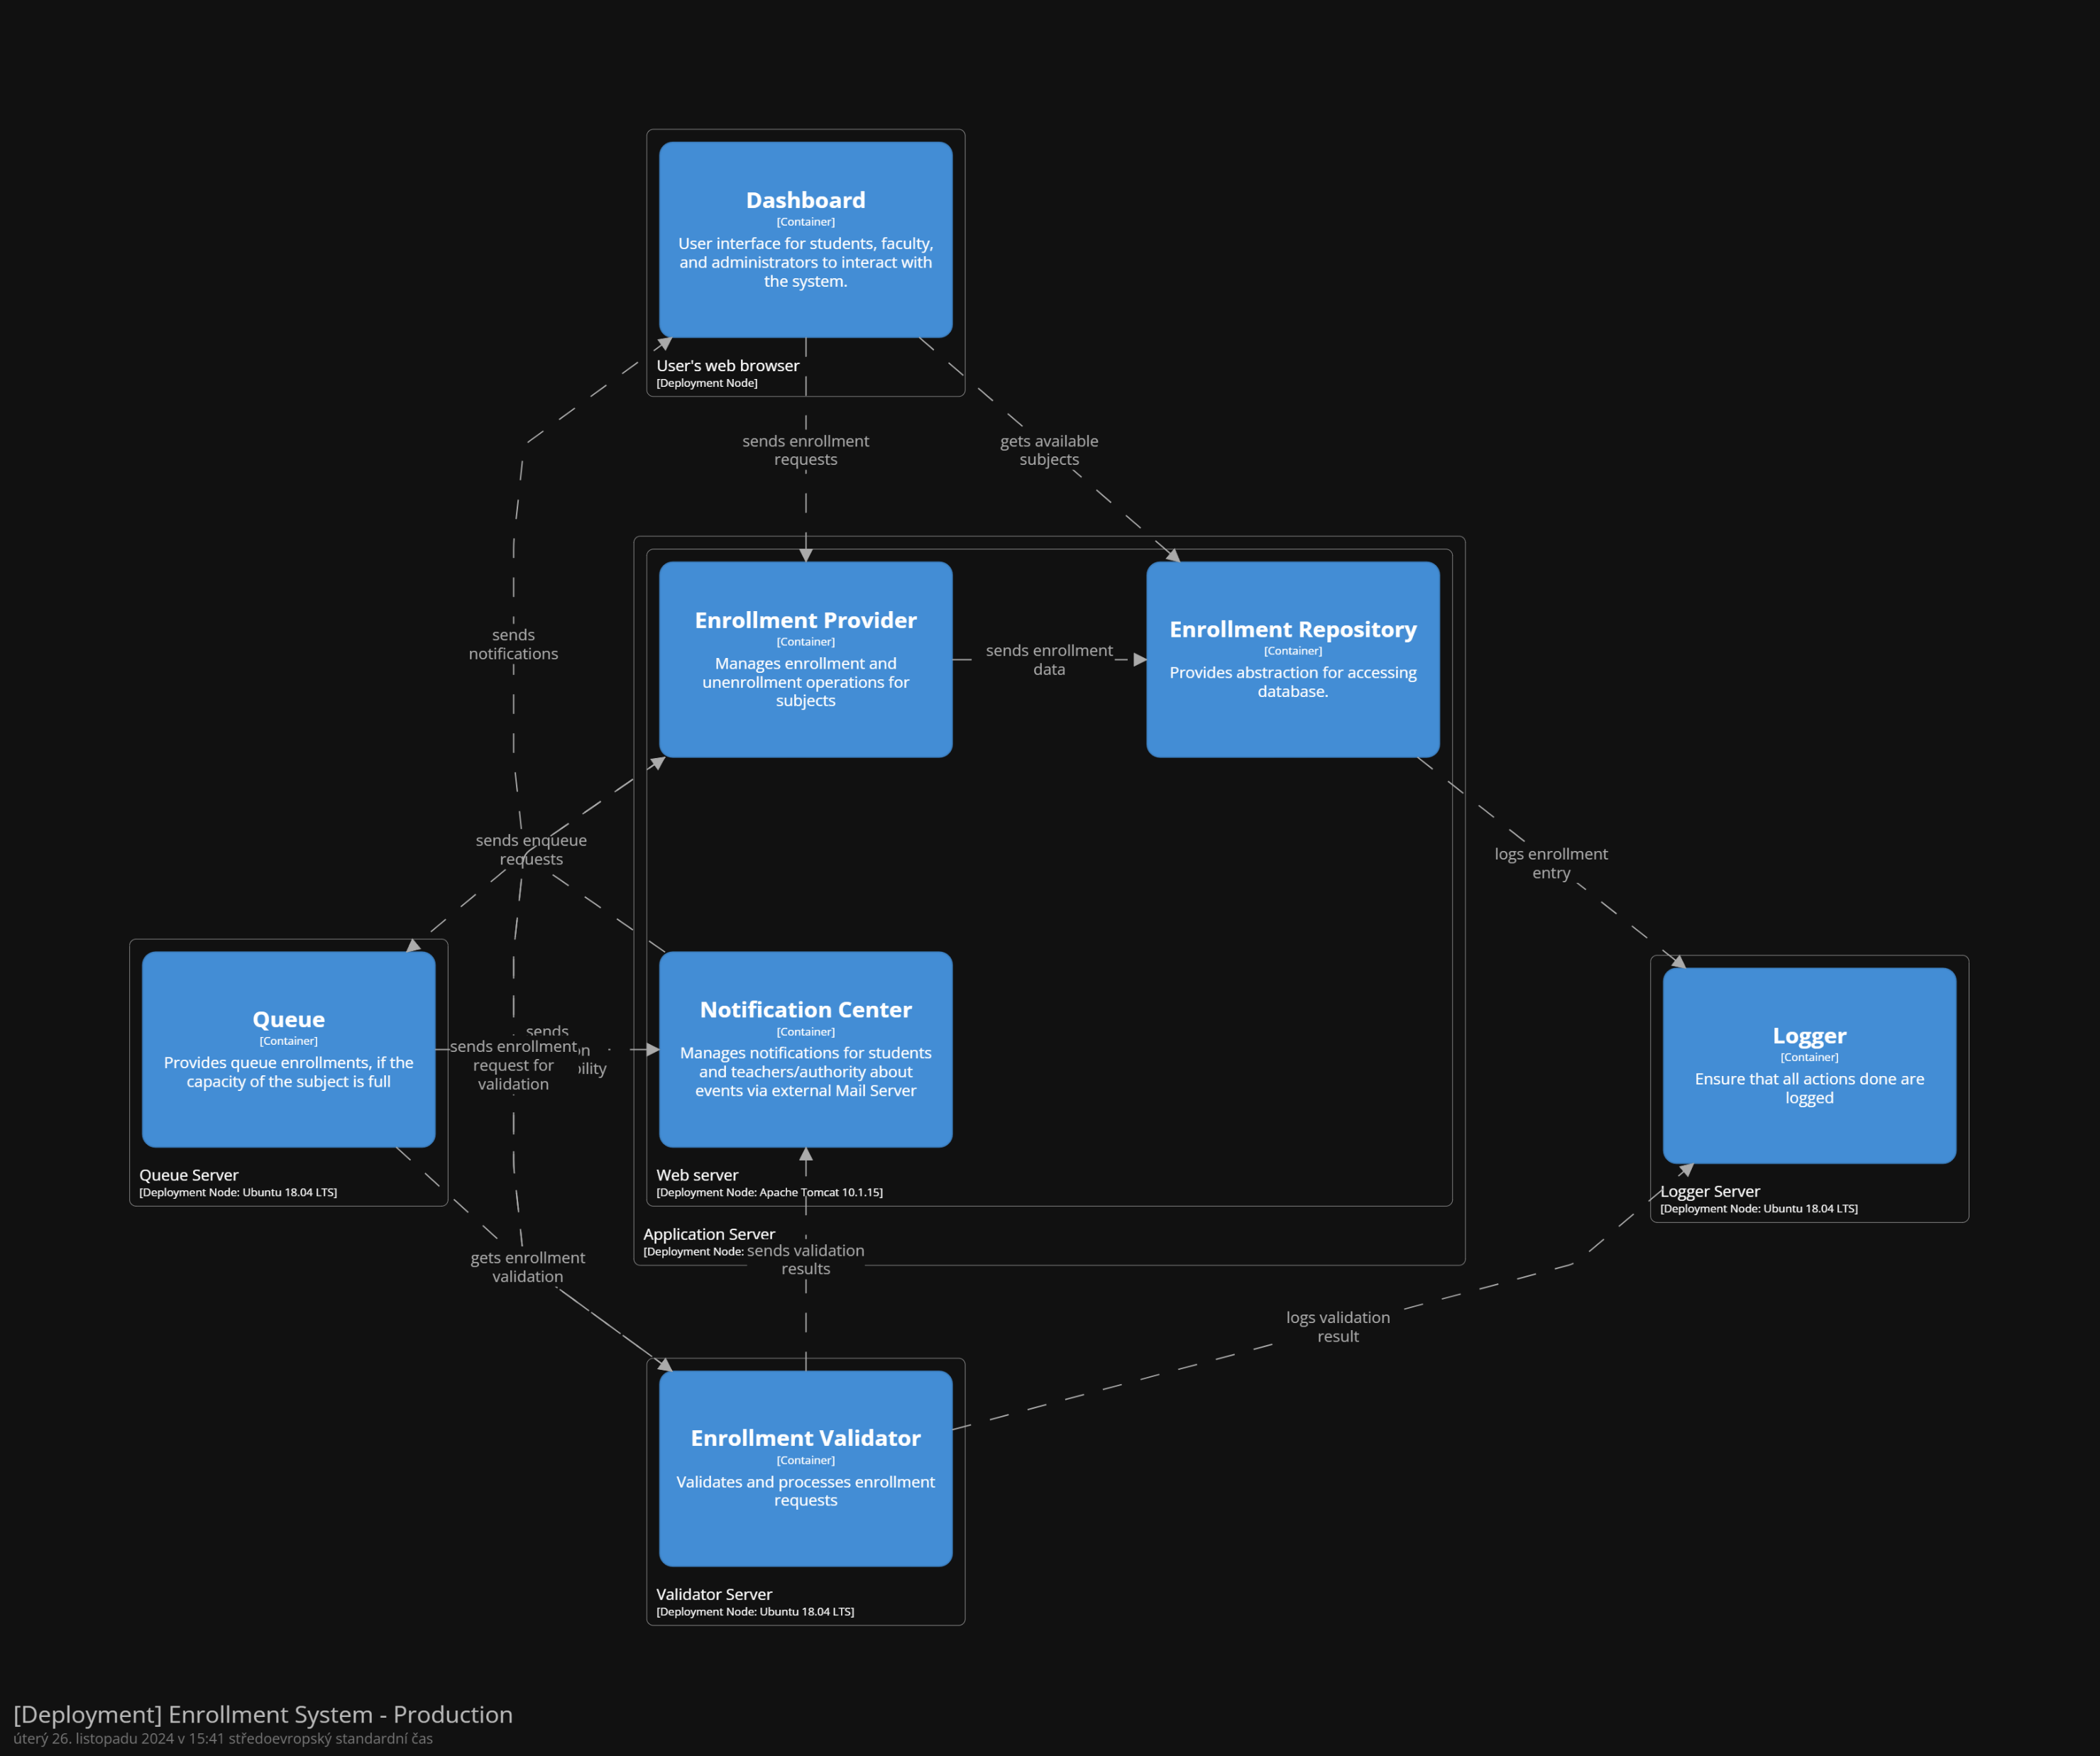 Dashboard
[Container]
User interface for students, faculty,
and administrators to interact with
the system.
User's web browser
[Deployment Node]
sends enrollment
requests
gets available
subjects
sends
notifications
Enrollment Provider
[Container]
Manages enrollment and
unenrollment operations for
subjects
sends enrollment
data
Enrollment Repository
[Container]
Provides abstraction for accessing
database.
sends enqueue
requests
logs enrollment
entry
Queue
[Container]
Provides queue enrollments, if the
capacity of the subject is full
Queue Server
[Deployment Node: Ubuntu 18.04 LTS]
sends
sends enrollment
request for
validation
Notification Center
[Container]
Manages notifications for students
and teachers/authority about
events via external Mail Server
Web server
[Deployment Node: Apache Tomcat 10.1.15]
Application Server
[Deployment Node:
sends validation
results
Logger
[Container]
Ensure that all actions done are
logged
Logger Server
[Deployment Node: Ubuntu 18.04 LTS]
gets enrollment
validation
logs validation
result
Enrollment Validator
[Container]
Validates and processes enrollment
requests
Validator Server
[Deployment Node: Ubuntu 18.04 LTS]
[Deployment] Enrollment System - Production
úterý 26. listopadu 2024 v 15:41 středoevropský standardní čas